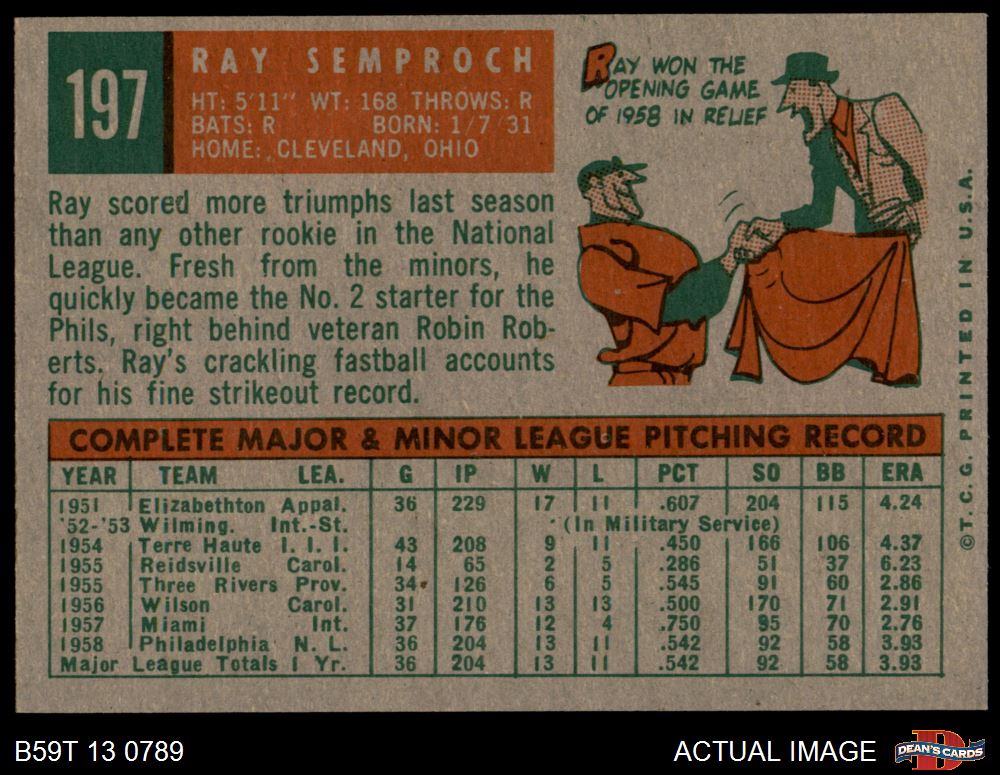 197
RAY SEMPROCH
HT: 5'11" WT: 168 THROWS: R
BATS: R BORN: 1/7/31
HOME: CLEVELAND, OHIO
RAY WON THE
OPENING GAME
OF 1958 IN RELIEF
Ray scored more triumphs last season
than any other rookie in the National
League. Fresh from the minors, he
quickly became the No. 2 starter for the
Phils, right behind veteran Robin Rob-
erts. Ray's crackling fastball accounts
for his fine strikeout record.
COMPLETE MAJOR & MINOR LEAGUE PITCHING RECORD
YEAR TEAM LEA. G IP W L PCT SO BB ERA
1951 Elizabethton Appal. 36 229 17 11 .607 204 115 4.24
'52-'53 Wilming. Int.-St. (In Military Service)
1954 Terre Haute I. I. I. 43 208 9 11 .450 166 106 4.37
1955 Reidsville Carol. 14 65 2 5 .286 51 37 6.23
1955 Three Rivers Prov. 34 126 6 5 .545 91 60 2.86
1956 Wilson Carol. 31 210 13 13 .500 170 71 2.91
1957 Miami Int. 37 176 12 4 .750 95 70 2.76
1958 Philadelphia N. L. 36 204 13 11 .542 92 58 3.93
Major League Totals 1 Yr. 36 204 13 11 .542 92 58 3.93
©T.C.G. PRINTED IN U.S.A.
B59T 13 0789
ACTUAL IMAGE
D
DEAN'S CARDS